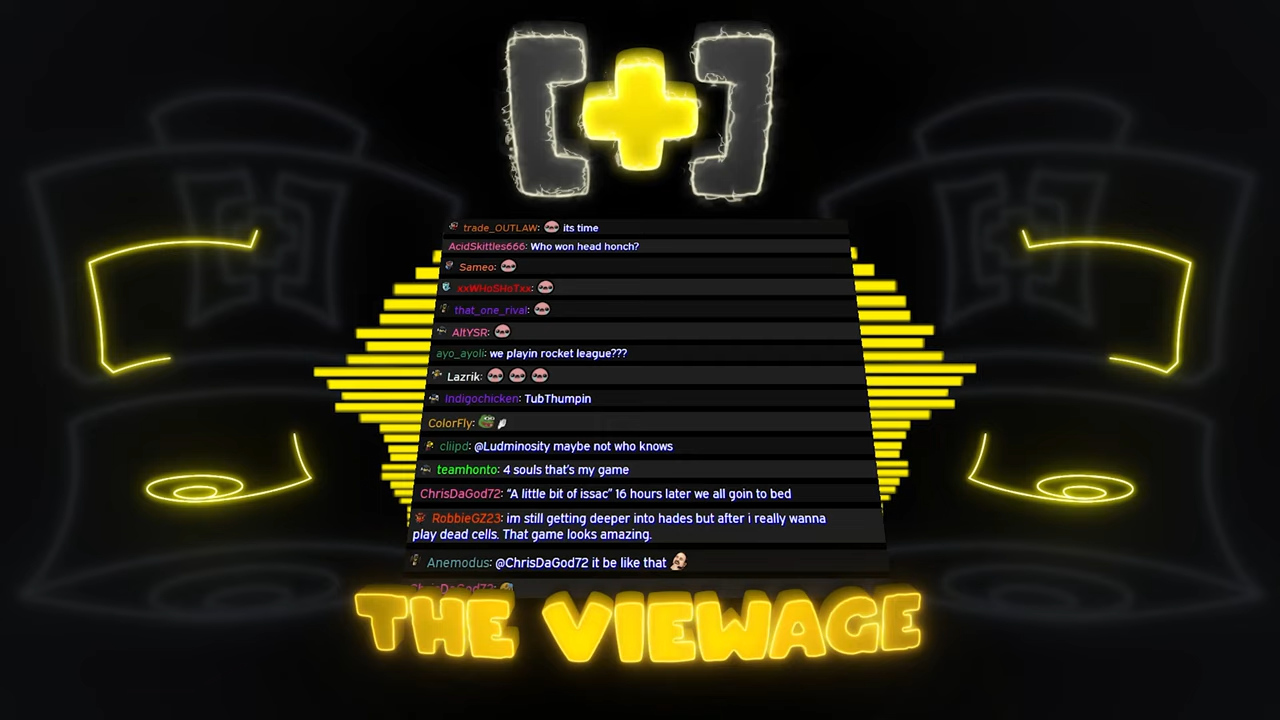 trade_OUTLAW: its time
AcidSkittles666: Who won head honch?
Sameo:
xxWHoSHoTxx:
that_one_rival:
AltYSR:
ayo_ayoli: we playin rocket league???
Lazrik:
Indigochicken: TubThumpin
ColorFly:
cliipd: @Ludminosity maybe not who knows
teamhonto: 4 souls that's my game
ChrisDaGod72: "A little bit of issac" 16 hours later we all goin to bed
RobbieGZ23: im still getting deeper into hades but after i really wanna
play dead cells. That game looks amazing.
Anemodus: @ChrisDaGod72 it be like that
ChrisDaGod72:
THE VIEWAGE